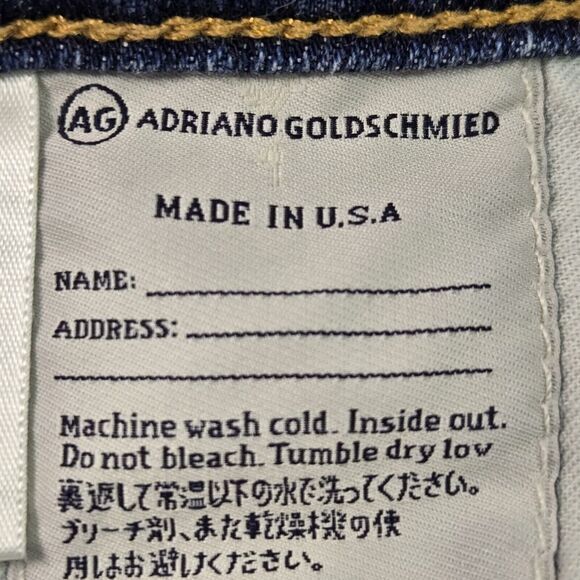 AG ADRIANO GOLDSCHMIED
MADE IN U.S.A
NAME:
ADDRESS:
Machine wash cold. Inside out.
Do not bleach. Tumble dry low
裏返して常温以下の水で洗ってください。
ブリーチ剤、また乾燥機の使
用はお避けください。